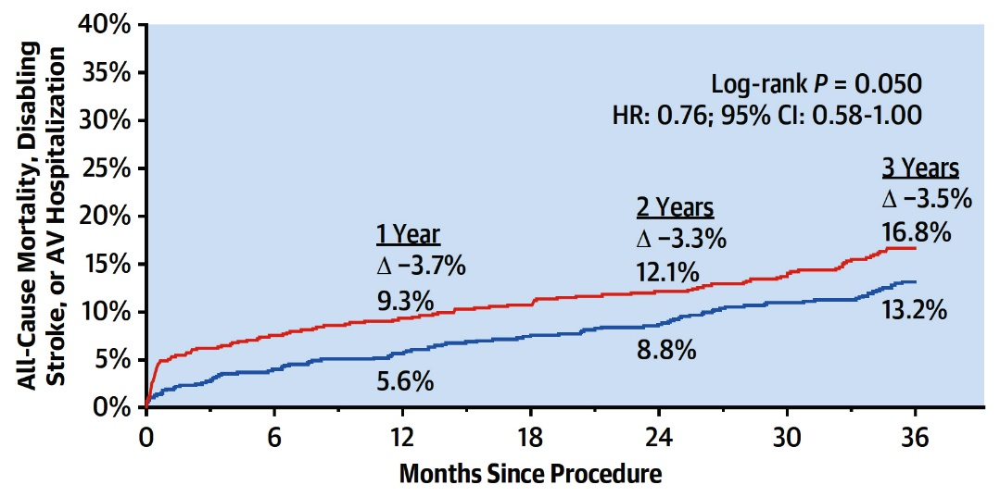 All-Cause Mortality, Disabling
Stroke, or AV Hospitalization
40%
35%
30%
25%
20%
15%
10%
5%
0%
Log-rank P = 0.050
HR: 0.76; 95% CI: 0.58-1.00
1 Year
Δ −3.7%
9.3%
5.6%
2 Years
Δ −3.3%
12.1%
8.8%
3 Years
Δ −3.5%
16.8%
13.2%
0 6 12 18 24 30 36
Months Since Procedure